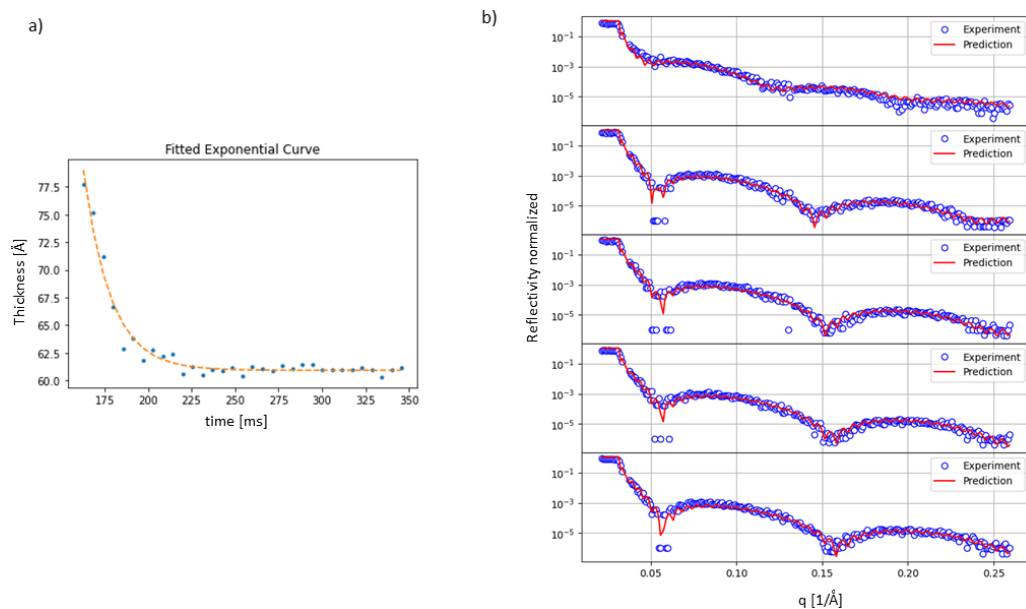 a)
Fitted Exponential Curve
Thickness [Å]
77.5
75.0
72.5
70.0
67.5
65.0
62.5
60.0
175
200
225
250
275
300
325
350
time [ms]
b)
Reflectivity normalized
10⁻¹
10⁻³
10⁻⁵
Experiment
Prediction
10⁻¹
10⁻³
10⁻⁵
Experiment
Prediction
10⁻¹
10⁻³
10⁻⁵
Experiment
Prediction
10⁻¹
10⁻³
10⁻⁵
Experiment
Prediction
10⁻¹
10⁻³
10⁻⁵
Experiment
Prediction
0.05
0.10
0.15
0.20
0.25
q [1/Å]